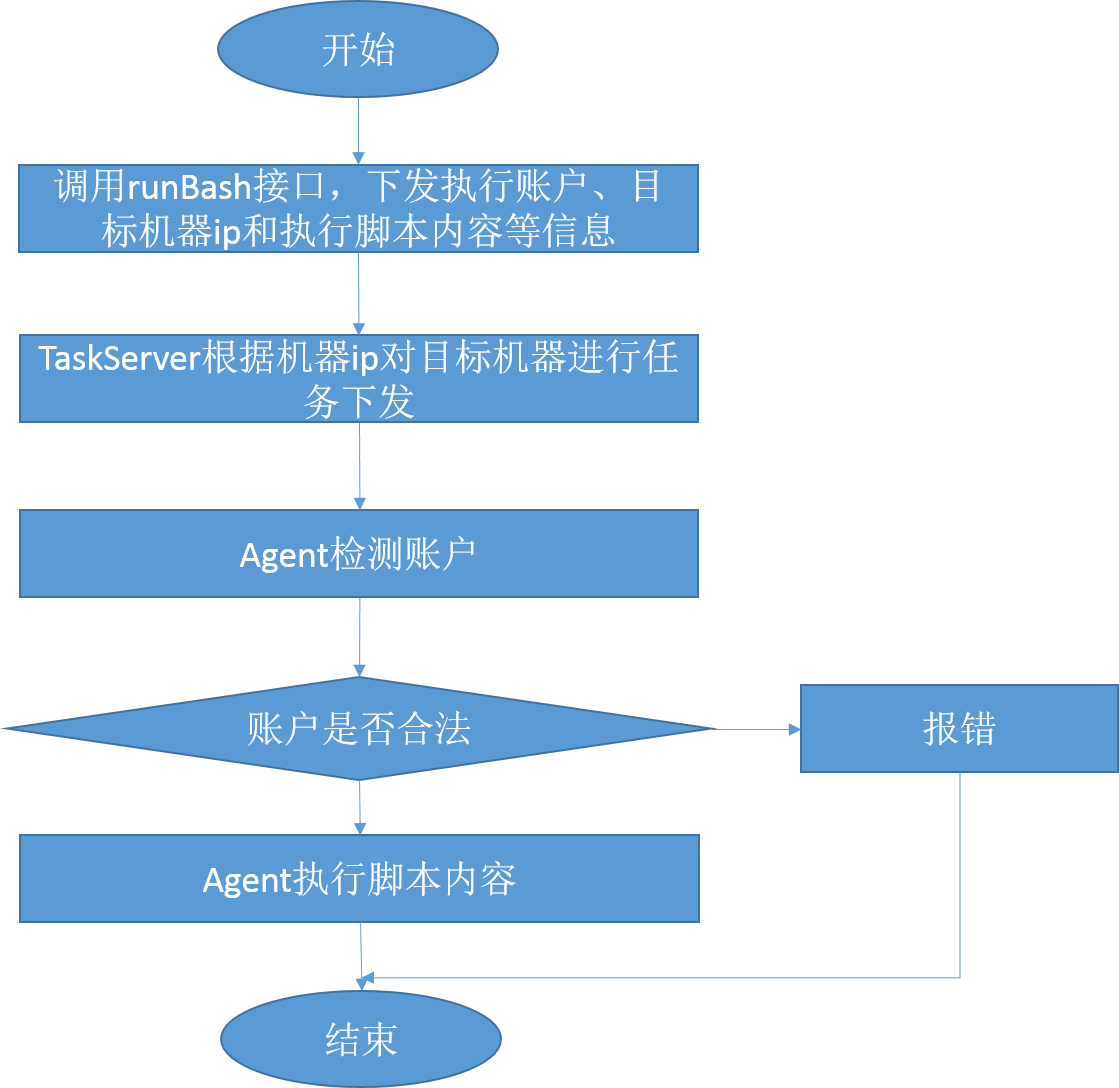 开始
调用runBash接口，下发执行账户、目
标机器ip和执行脚本内容等信息
TaskServer根据机器ip对目标机器进行任
务下发
Agent检测账户
账户是否合法
报错
Agent执行脚本内容
结束